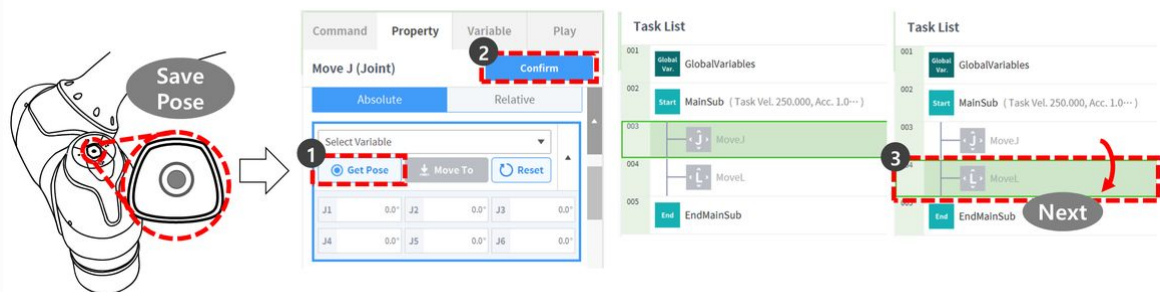 Save
Pose
Command Property Variable Play
2
Move J (Joint) Confirm
Absolute Relative
Select Variable
1
Get Pose Move To Reset
J1 0.0° J2 0.0° J3 0.0°
J4 0.0° J5 0.0° J6 0.0°
Task List
001
Global
Var. GlobalVariables
002
Start MainSub ( Task Vel. 250.000, Acc. 1.0··· )
003
J MoveJ
004
L MoveL
005
End EndMainSub
Task List
001
Global
Var. GlobalVariables
002
Start MainSub ( Task Vel. 250.000, Acc. 1.0··· )
003
J MoveJ
3
L MoveL
End EndMainSub
Next